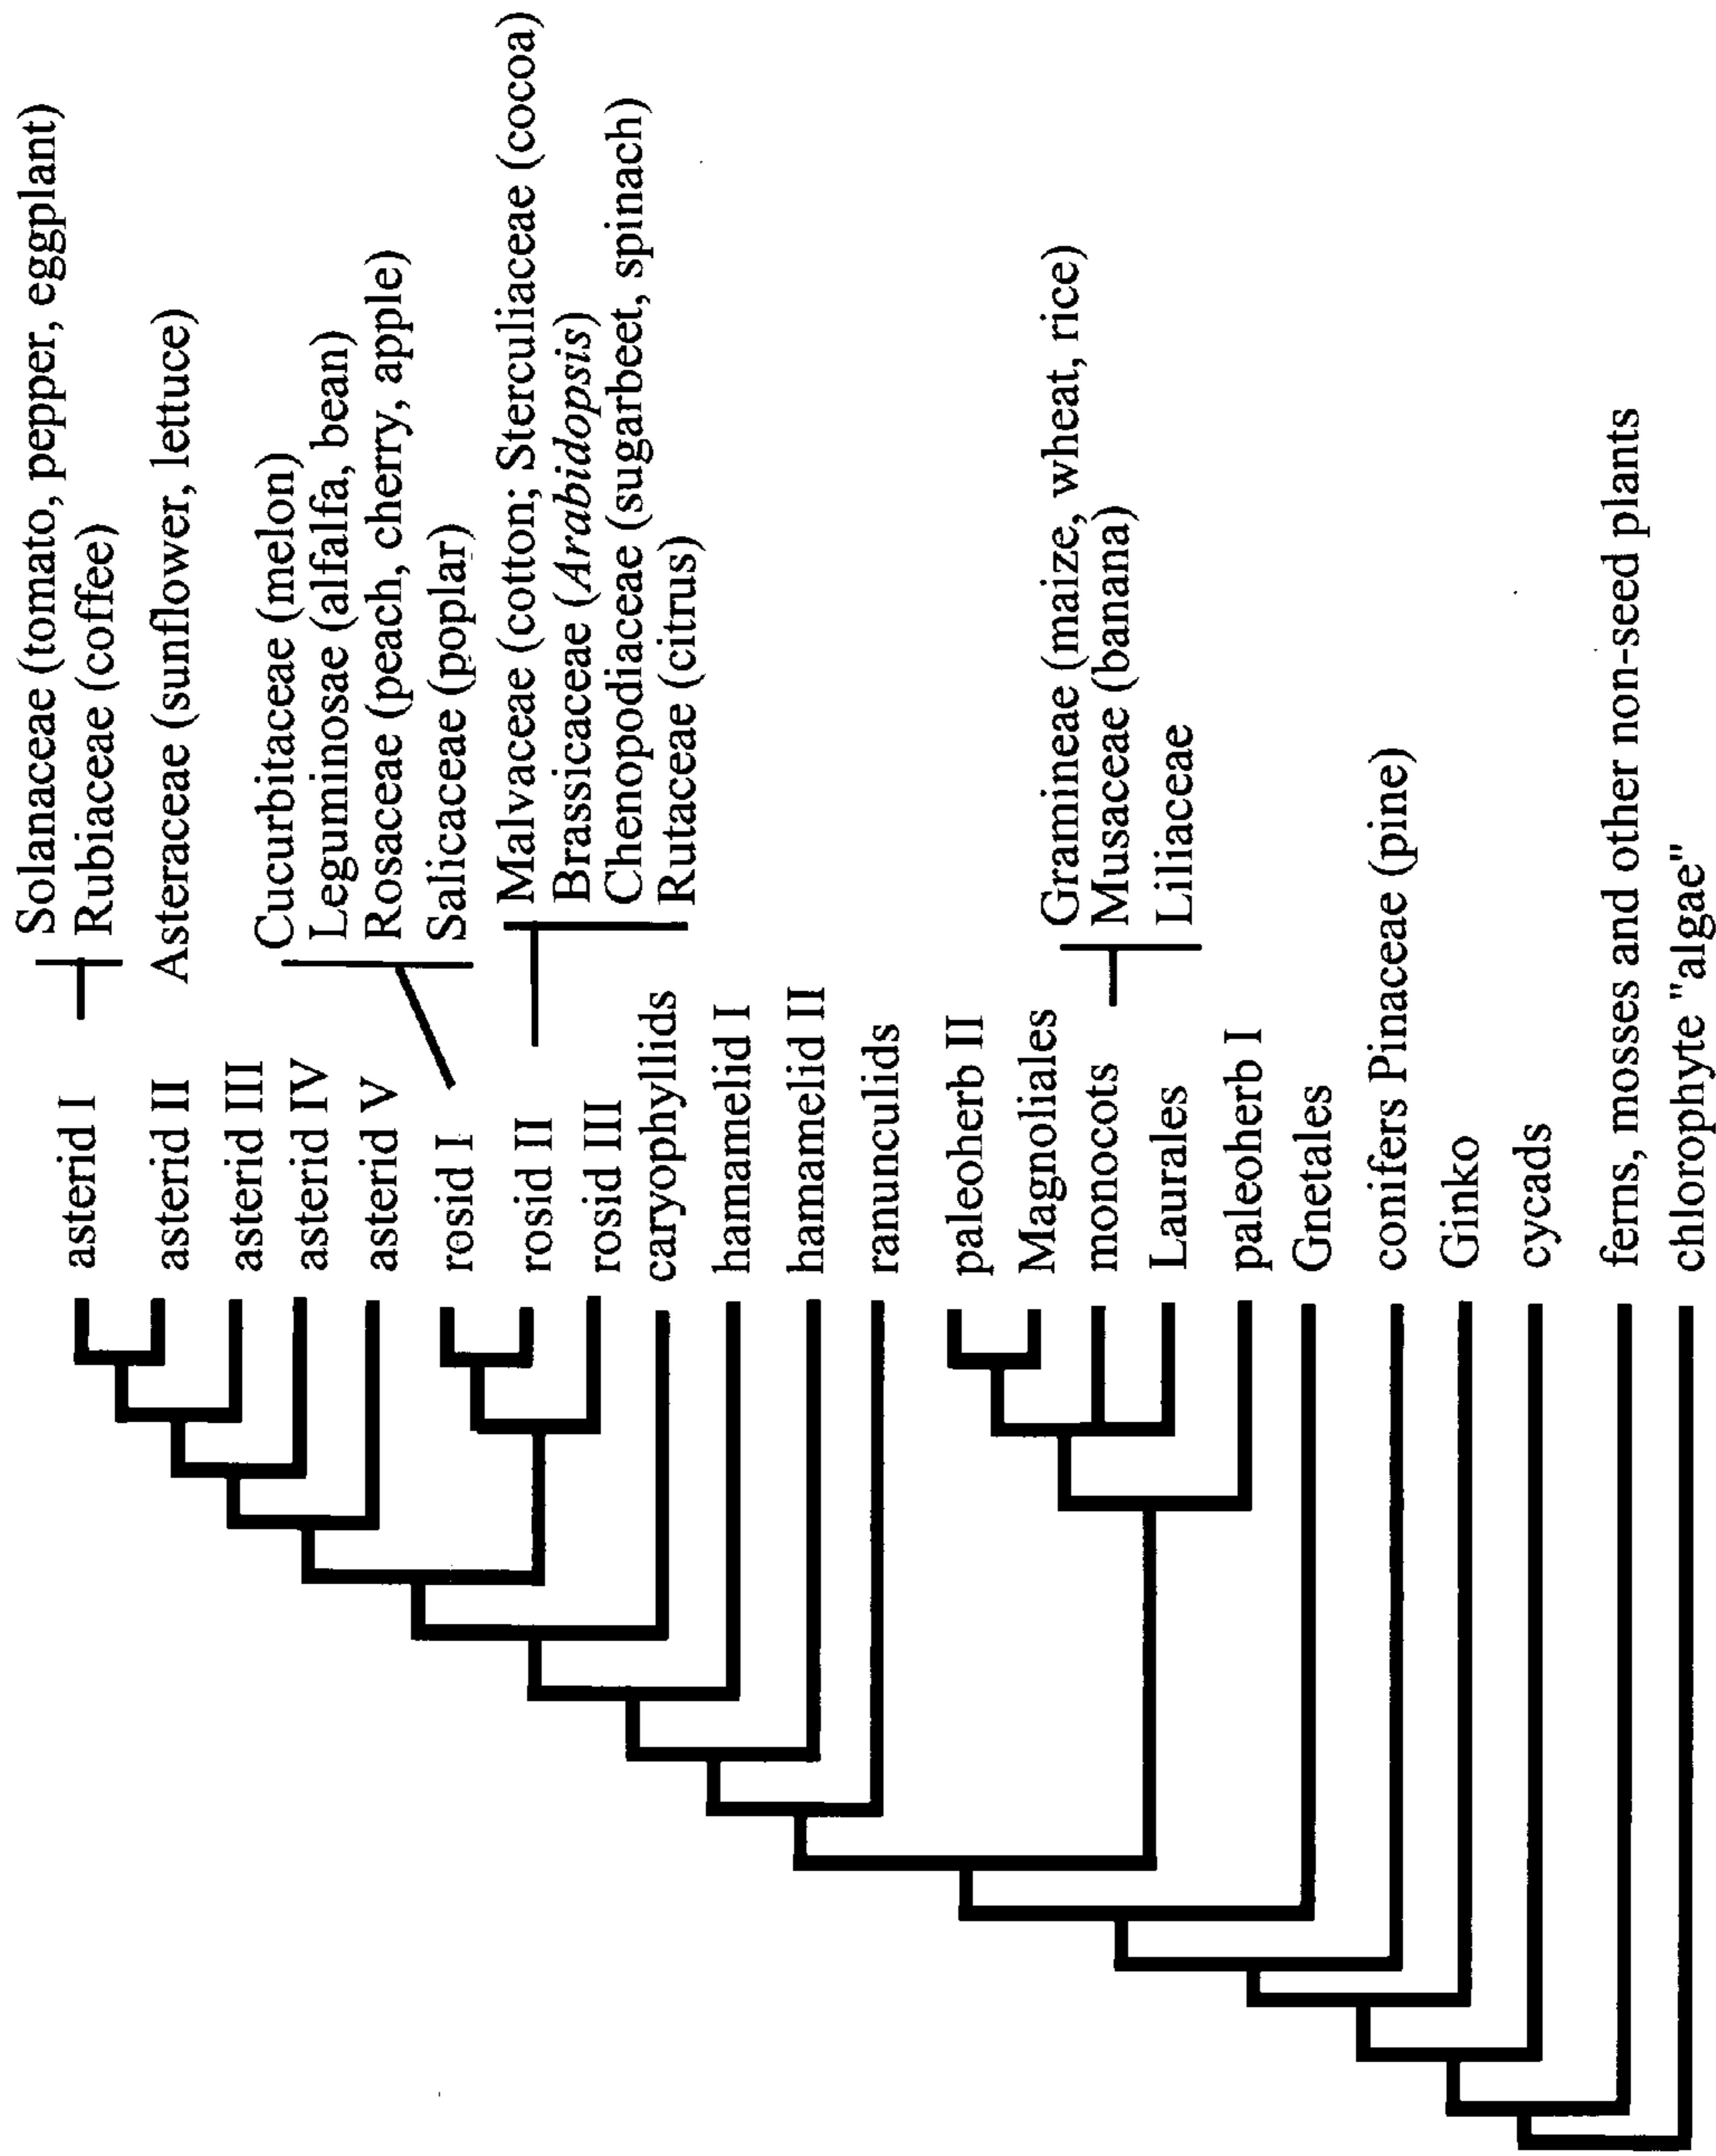 asterid I
Solanaceae (tomato, pepper, eggplant)
Rubiaceae (coffee)
asterid II
Asteraceae (sunflower, lettuce)
asterid III
asterid IV
asterid V
rosid I
Cucurbitaceae (melon)
Leguminosae (alfalfa, bean)
Rosaceae (peach, cherry, apple)
Salicaceae (poplar)
rosid II
Malvaceae (cotton; Sterculiaceae (cocoa)
Brassicaceae (Arabidopsis)
Chenopodiaceae (sugarbeet, spinach)
Rutaceae (citrus)
rosid III
caryophyllids
hamamelid I
hamamelid II
ranunculids
paleoherb II
Magnoliales
monocots
Gramineae (maize, wheat, rice)
Musaceae (banana)
Liliaceae
Laurales
paleoherb I
Gnetales
conifers Pinaceae (pine)
Ginko
cycads
ferns, mosses and other non-seed plants
chlorophyte "algae"